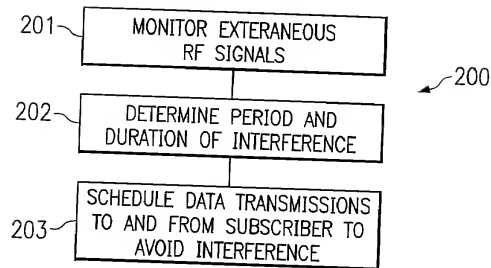 201
MONITOR EXTERANEOUS
RF SIGNALS
200
202
DETERMINE PERIOD AND
DURATION OF INTERFERENCE
203
SCHEDULE DATA TRANSMISSIONS
TO AND FROM SUBSCRIBER TO
AVOID INTERFERENCE